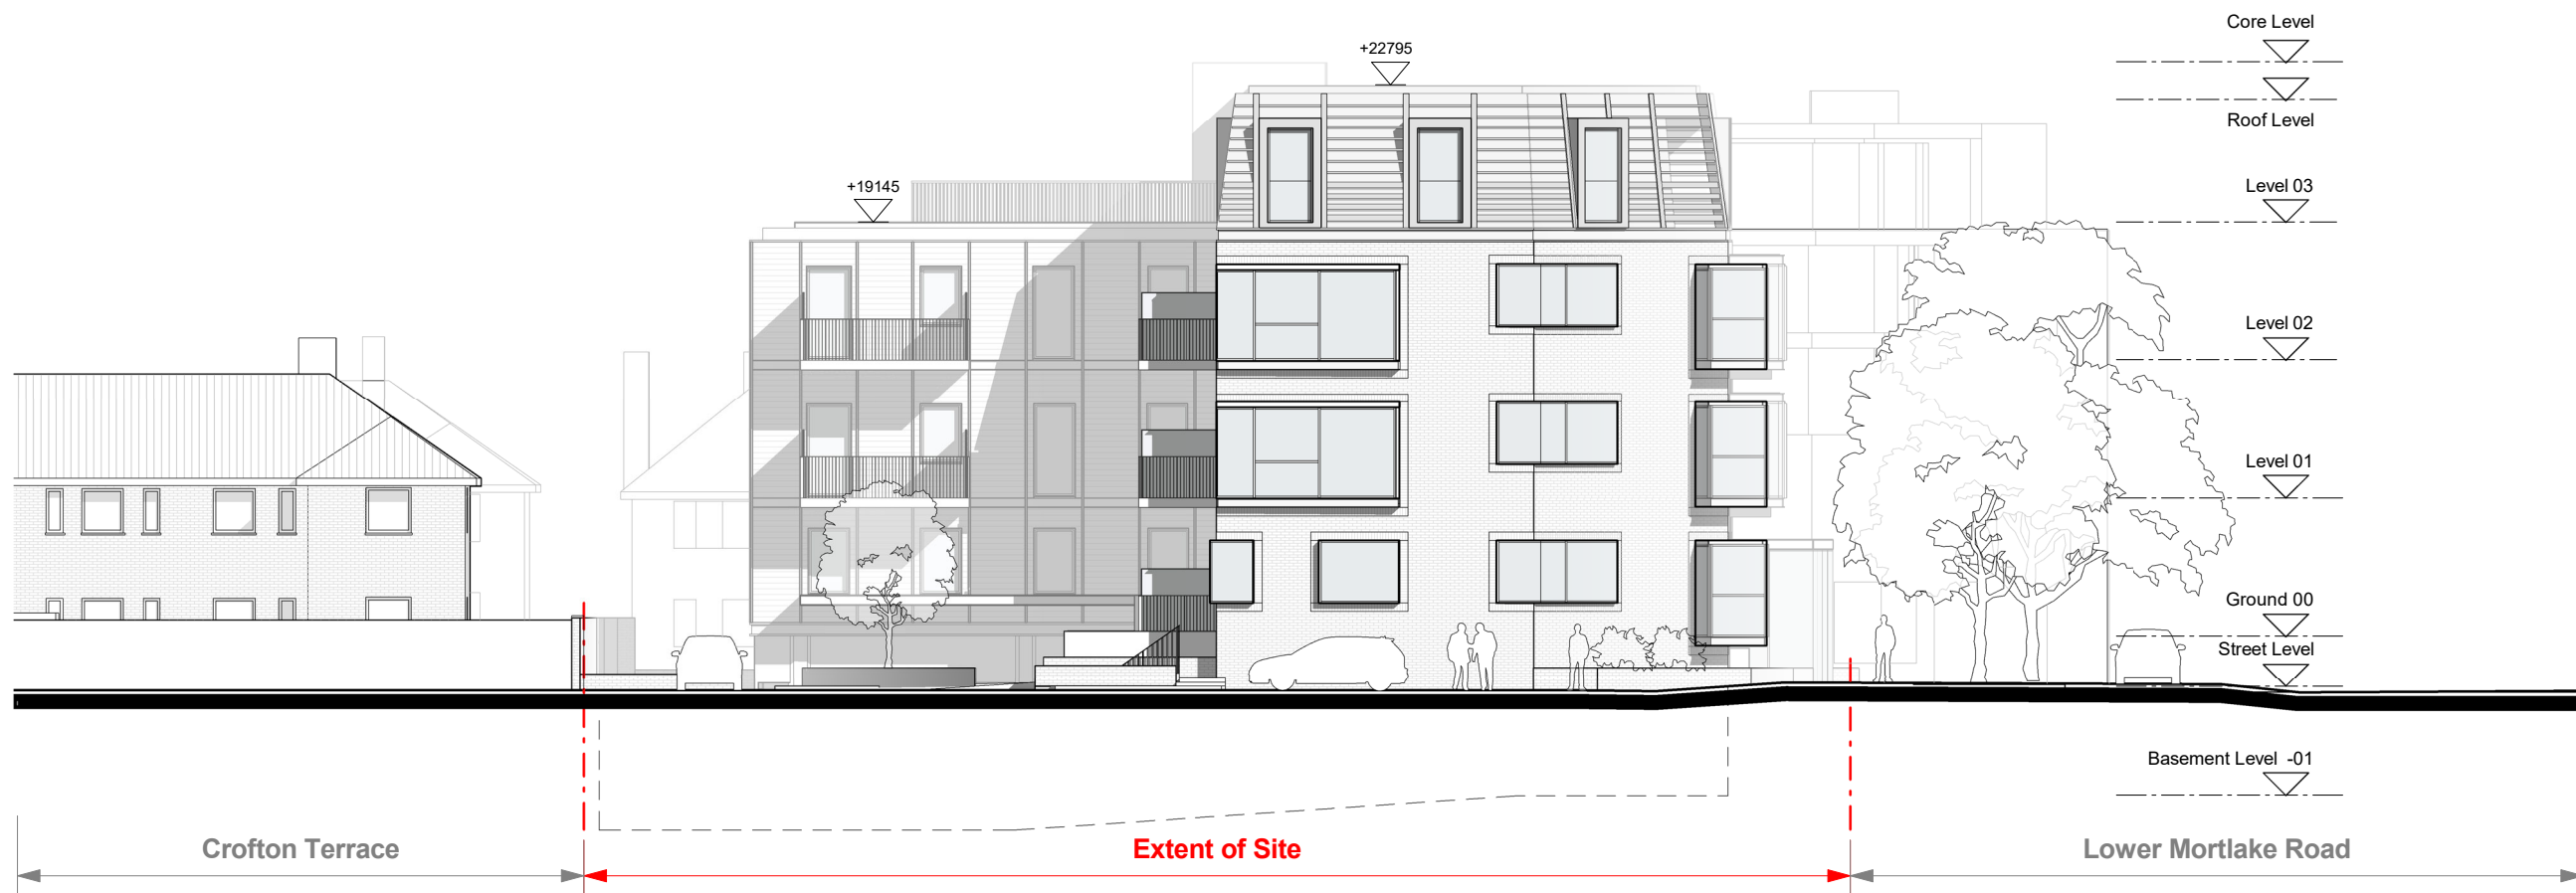 Core Level
+22795
Roof Level
+19145
Level 03
Level 02
Level 01
Ground 00
Street Level
Basement Level -01
Crofton Terrace
Extent of Site
Lower Mortlake Road